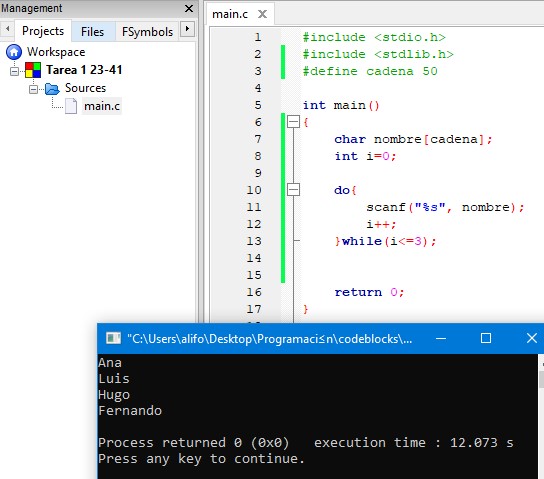 Management
Projects Files FSymbols
Workspace
Tarea 1 23-41
Sources
main.c
main.c
1 #include <stdio.h>
2 #include <stdlib.h>
3 #define cadena 50
4
5 int main()
6 {
7 char nombre[cadena];
8 int i=0;
9
10 do{
11 scanf("%s", nombre);
12 i++;
13 }while(i<=3);
14
15
16 return 0;
17 }
"C:\Users\alifo\Desktop\Programaci≤n\codeblocks\...
Ana
Luis
Hugo
Fernando
Process returned 0 (0x0)   execution time : 12.073 s
Press any key to continue.